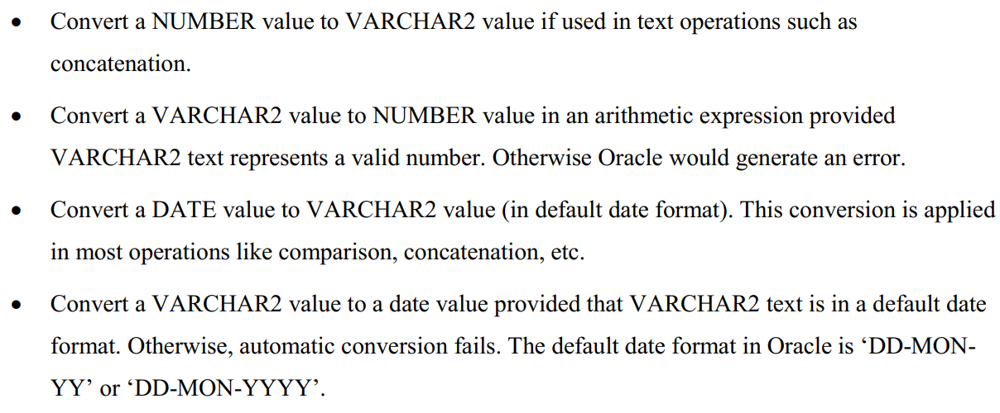 • Convert a NUMBER value to VARCHAR2 value if used in text operations such as
concatenation.
• Convert a VARCHAR2 value to NUMBER value in an arithmetic expression provided
VARCHAR2 text represents a valid number. Otherwise Oracle would generate an error.
• Convert a DATE value to VARCHAR2 value (in default date format). This conversion is applied
in most operations like comparison, concatenation, etc.
• Convert a VARCHAR2 value to a date value provided that VARCHAR2 text is in a default date
format. Otherwise, automatic conversion fails. The default date format in Oracle is ‘DD-MON-
YY’ or ‘DD-MON-YYYY’.